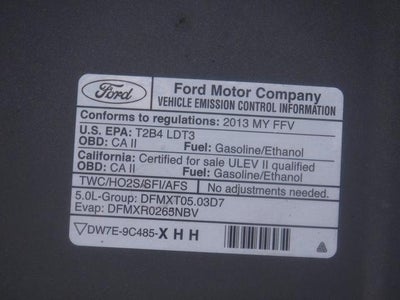 Ford
Ford Motor Company
VEHICLE EMISSION CONTROL INFORMATION
Conforms to regulations: 2013 MY FFV
U.S. EPA: T2B4 LDT3
OBD: CA II Fuel: Gasoline/Ethanol
California: Certified for sale ULEV II qualified
OBD: CA II Fuel: Gasoline/Ethanol
TWC/HO2S/SFI/AFS No adjustments needed.
5.0L-Group: DFMXT05.03D7
Evap: DFMXR0265NBV
DW7E-9C485-X H H